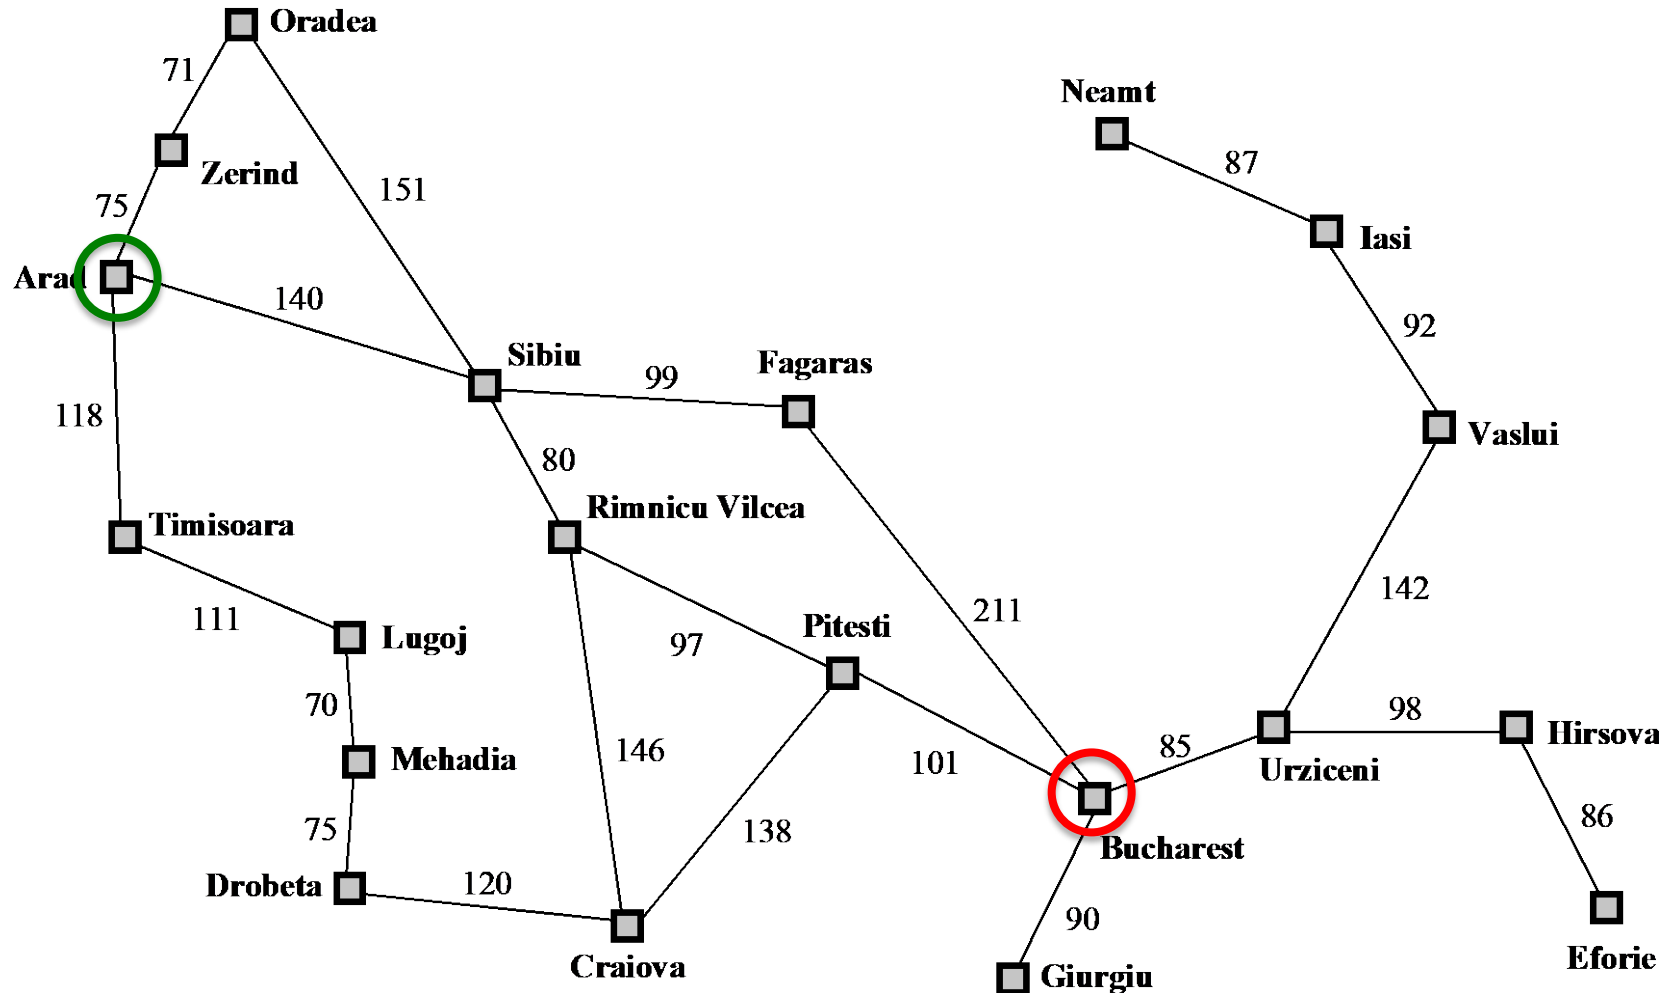 Oradea
71
Neamt
87
Zerind
151
75
Iasi
Arad
140
92
Sibiu
Fagaras
99
118
Vaslui
80
Rimnicu Vilcea
Timisoara
142
211
111
Pitesti
Lugoj
97
70
98
Hirsova
85
146
Mehadia
101
Urziceni
86
75
138
Bucharest
Drobeta
120
90
Eforie
Craiova
Giurgiu